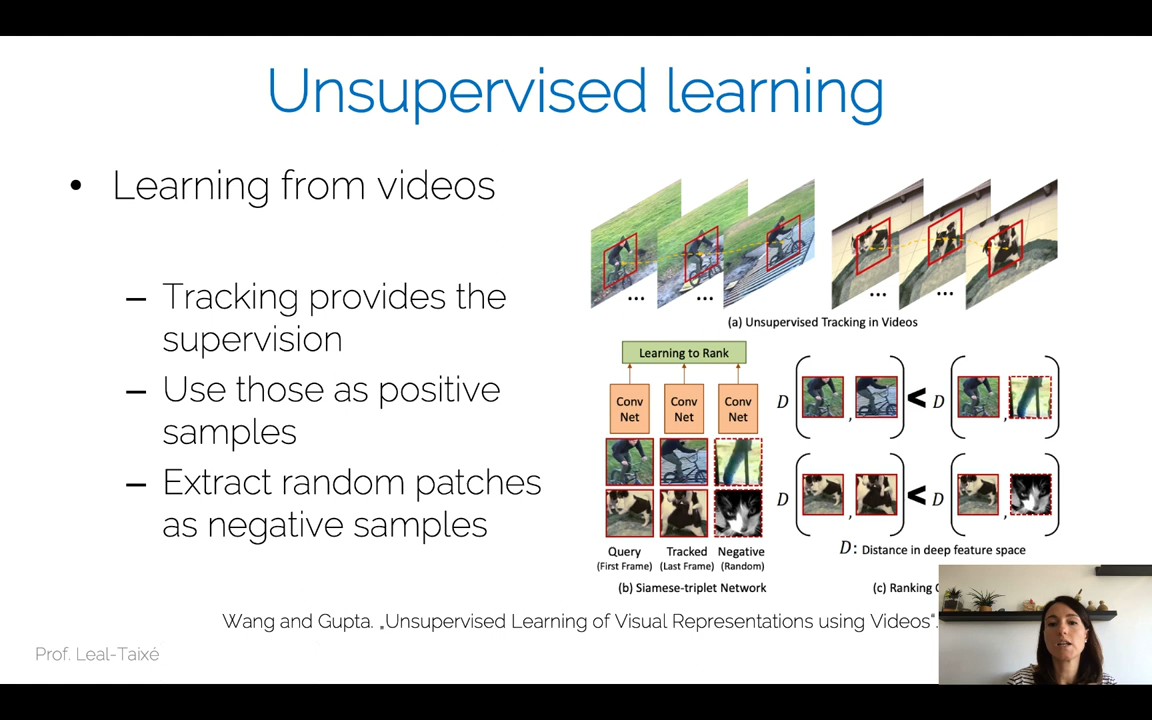 Unsupervised learning
• Learning from videos
– Tracking provides the
supervision
– Use those as positive
samples
– Extract random patches
as negative samples
... ... ... ...
(a) Unsupervised Tracking in Videos
Learning to Rank
Conv Net Conv Net Conv Net
D ( , ) < D ( , )
D ( , ) < D ( , )
Query Tracked Negative
(First Frame) (Last Frame) (Random)
D: Distance in deep feature space
(b) Siamese-triplet Network
(c) Ranking
Wang and Gupta. „Unsupervised Learning of Visual Representations using Videos“.
Prof. Leal-Taixé